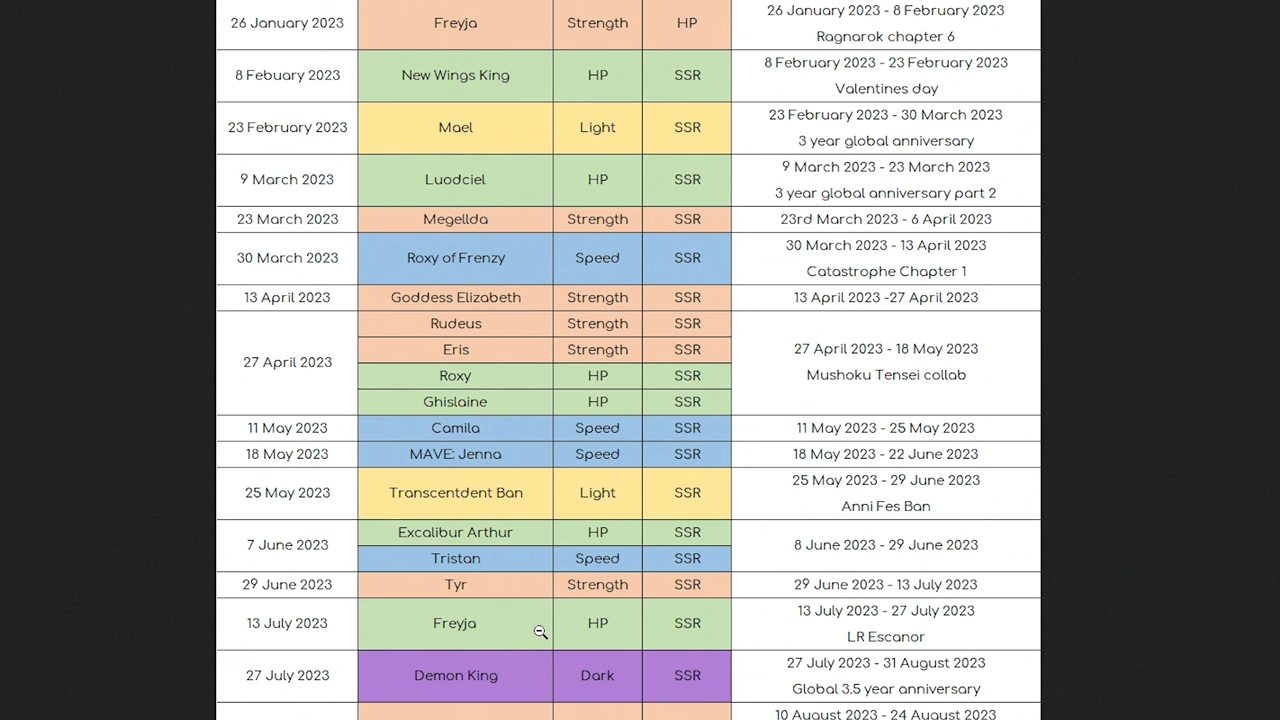 26 January 2023 Freyja Strength HP 26 January 2023 - 8 February 2023
Ragnarok chapter 6
8 Febuary 2023 New Wings King HP SSR 8 February 2023 - 23 February 2023
Valentines day
23 February 2023 Mael Light SSR 23 February 2023 - 30 March 2023
3 year global anniversary
9 March 2023 Luodciel HP SSR 9 March 2023 - 23 March 2023
3 year global anniversary part 2
23 March 2023 Megellda Strength SSR 23rd March 2023 - 6 April 2023
30 March 2023 Roxy of Frenzy Speed SSR 30 March 2023 - 13 April 2023
Catastrophe Chapter 1
13 April 2023 Goddess Elizabeth Strength SSR 13 April 2023 -27 April 2023
27 April 2023 Rudeus Strength SSR 27 April 2023 - 18 May 2023
Eris Strength SSR Mushoku Tensei collab
Roxy HP SSR
Ghislaine HP SSR
11 May 2023 Camila Speed SSR 11 May 2023 - 25 May 2023
18 May 2023 MAVE: Jenna Speed SSR 18 May 2023 - 22 June 2023
25 May 2023 Transcentdent Ban Light SSR 25 May 2023 - 29 June 2023
Anni Fes Ban
7 June 2023 Excalibur Arthur HP SSR 8 June 2023 - 29 June 2023
Tristan Speed SSR
29 June 2023 Tyr Strength SSR 29 June 2023 - 13 July 2023
13 July 2023 Freyja HP SSR 13 July 2023 - 27 July 2023
LR Escanor
27 July 2023 Demon King Dark SSR 27 July 2023 - 31 August 2023
Global 3.5 year anniversary
10 August 2023 - 24 August 2023